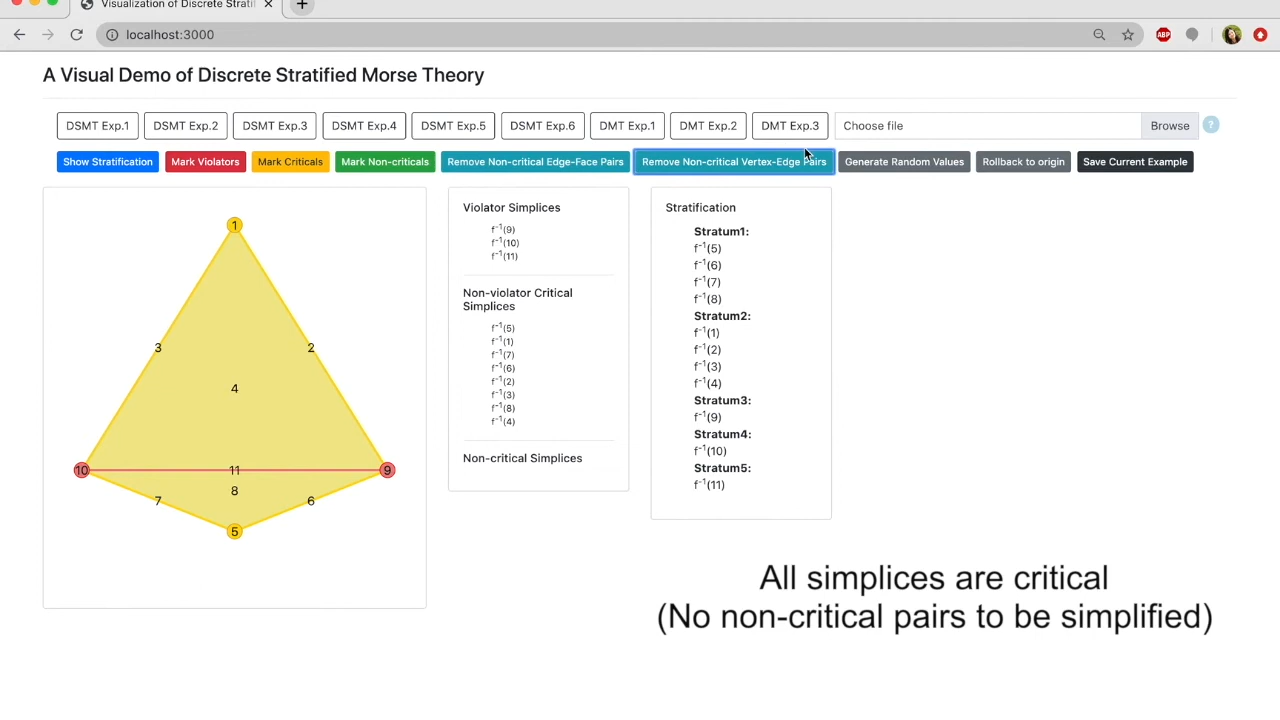 Visualization of Discrete Stratif
localhost:3000
ABP
A Visual Demo of Discrete Stratified Morse Theory
DSMT Exp.1 DSMT Exp.2 DSMT Exp.3 DSMT Exp.4 DSMT Exp.5 DSMT Exp.6 DMT Exp.1 DMT Exp.2 DMT Exp.3 Choose file Browse ?
Show Stratification Mark Violators Mark Criticals Mark Non-criticals Remove Non-critical Edge-Face Pairs Remove Non-critical Vertex-Edge Pairs Generate Random Values Rollback to origin Save Current Example
1
3 2
4
10 11 9
8
7 6
5
Violator Simplices
f⁻¹(9)
f⁻¹(10)
f⁻¹(11)
Non-violator Critical
Simplices
f⁻¹(5)
f⁻¹(1)
f⁻¹(7)
f⁻¹(6)
f⁻¹(2)
f⁻¹(3)
f⁻¹(8)
f⁻¹(4)
Non-critical Simplices
Stratification
Stratum1:
f⁻¹(5)
f⁻¹(6)
f⁻¹(7)
f⁻¹(8)
Stratum2:
f⁻¹(1)
f⁻¹(2)
f⁻¹(3)
f⁻¹(4)
Stratum3:
f⁻¹(9)
Stratum4:
f⁻¹(10)
Stratum5:
f⁻¹(11)
All simplices are critical
(No non-critical pairs to be simplified)